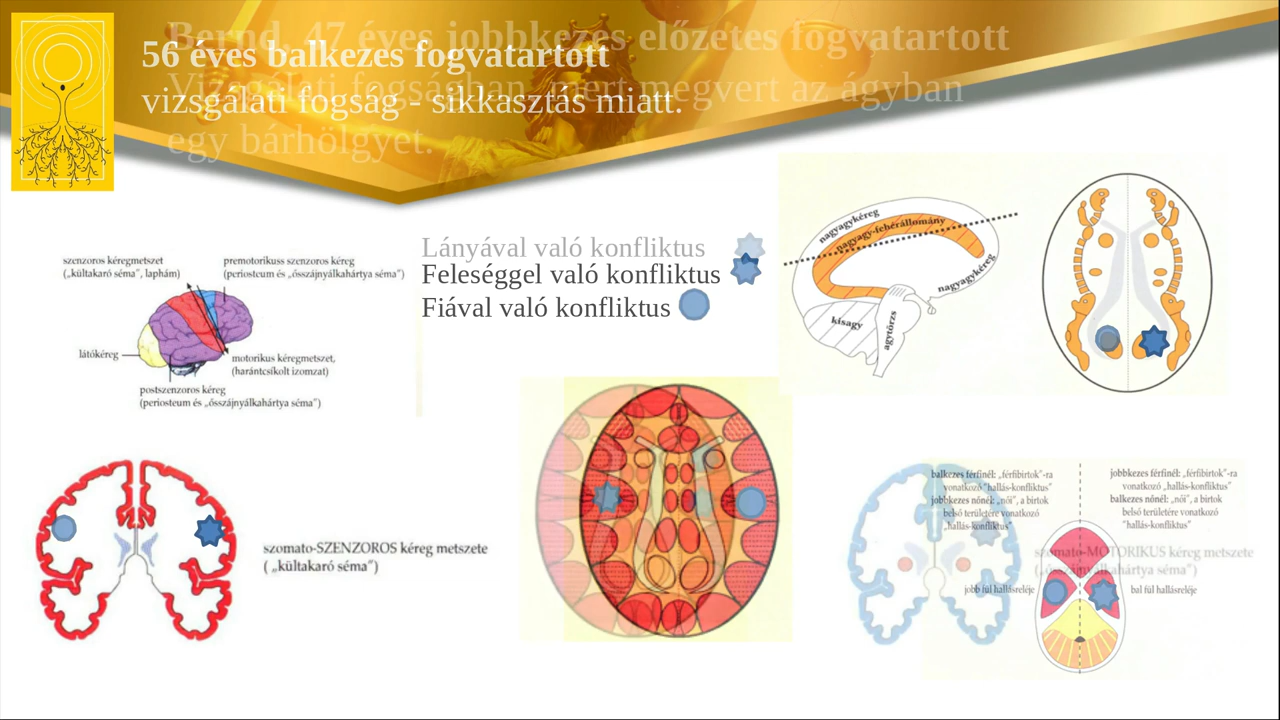 Bernd, 47 éves jobbkezes előzetes fogvatartott
Vizsgálati fogságban, mert megvert az ágyban
egy bárhölgyet.
56 éves balkezes fogvatartott
vizsgálati fogság - sikkasztás miatt.
Lányával való konfliktus
Feleséggel való konfliktus
Fiával való konfliktus
szenzoros kéregmetszet
(„kültakaró séma”, laphám)
premotorikuss szenzoros kéreg
(periosteum és „ősszájnyálkahártya séma”)
látókéreg
motorikus kéregmetszet,
(harántcsíkolt izomzat)
postszenzoros kéreg
(periosteum és „ősszájnyálkahártya séma”)
nagyagykéreg
nagyagy-fehérállomány
nagyagykéreg
kisagy
agytörzs
szomato-SZENZOROS kéreg metszete
( „kültakaró séma”)
balkezes férfinél: „férfibirtok”-ra
vonatkozó "hallás-konfliktus"
jobbkezes nőnél: „női”, a birtok
belső területére vonatkozó
„hallás-konfliktus"
jobbkezes férfinél: „férfibirtok”-ra
vonatkozó „hallás-konfliktus"
balkezes nőnél: „női”, a birtok
belső területére vonatkozó
"hallás-konfliktus"
szomato-MOTORIKUS kéreg metszete
(„ősszájnyálkahártya séma”)
jobb fül hallásreléje
bal fül hallásreléje